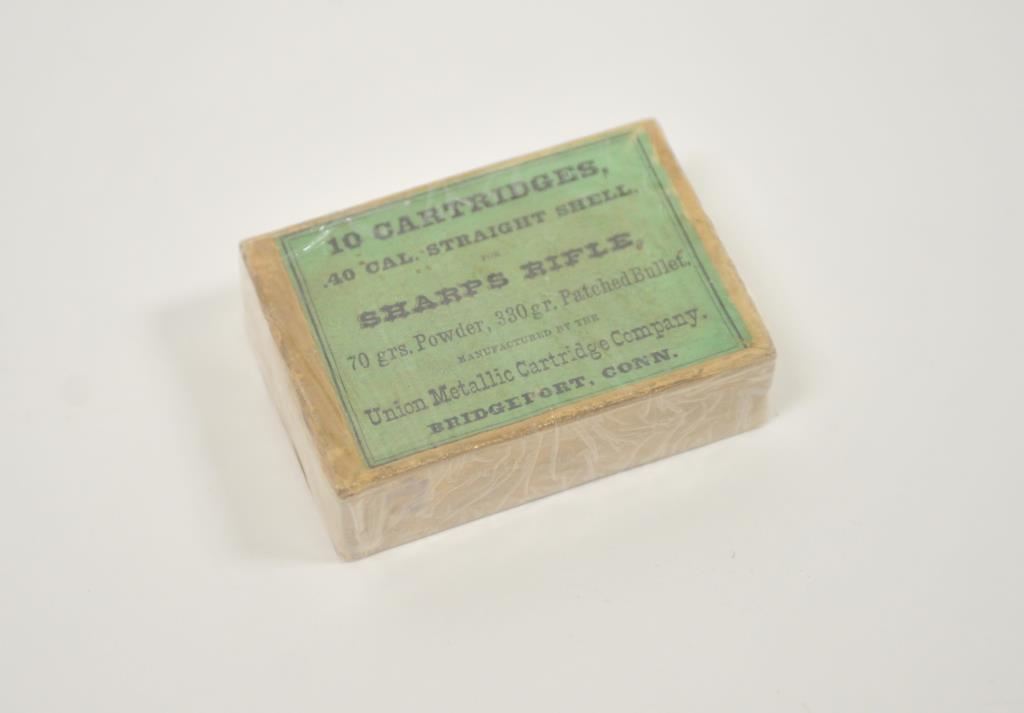 10 CARTRIDGES,
.40 CAL. STRAIGHT SHELL.
FOR
SHARPS RIFLE,
70 grs. Powder, 330 gr. Patched Bullet.
MANUFACTURED BY THE
Union Metallic Cartridge Company.
BRIDGEPORT, CONN.